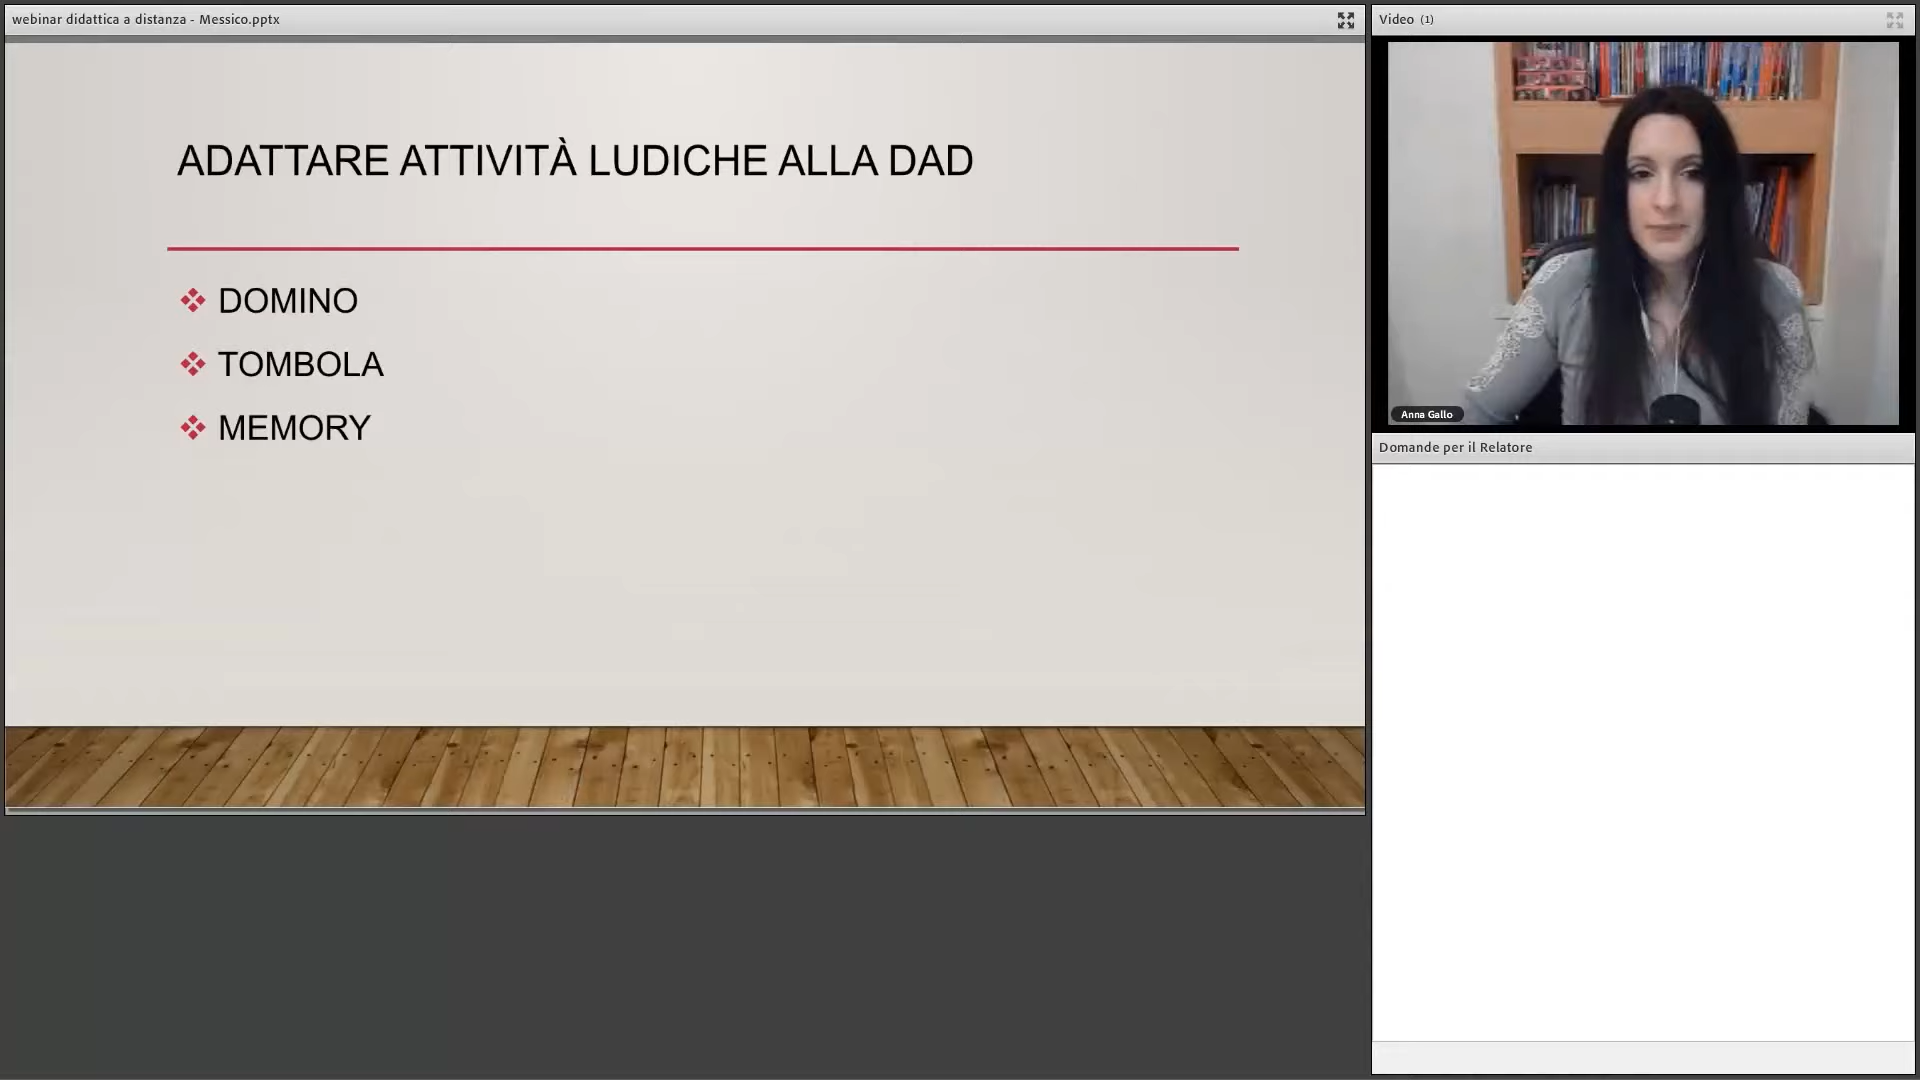 webinar didattica a distanza - Messico.pptx
ADATTARE ATTIVITÀ LUDICHE ALLA DAD
DOMINO
TOMBOLA
MEMORY
Video (1)
Anna Gallo
Domande per il Relatore